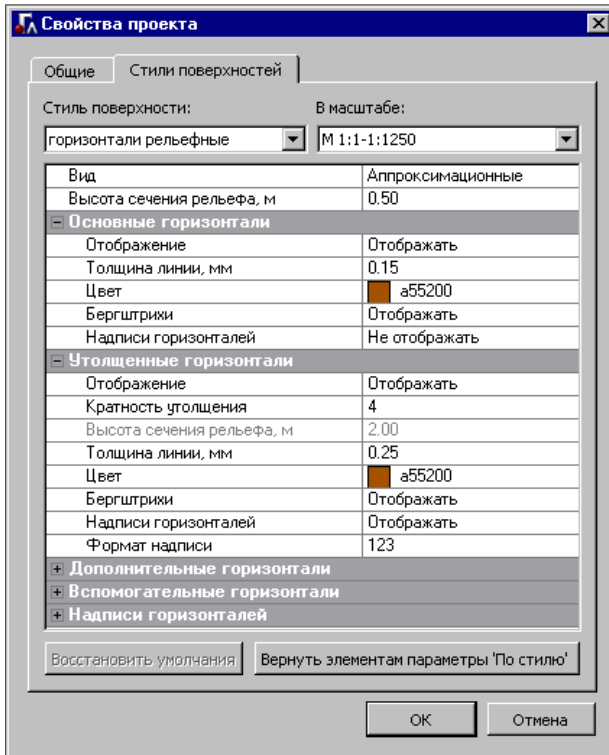 Свойства проекта
Общие Стили поверхностей
Стиль поверхности: В масштабе:
горизонтали рельефные М 1:1-1:1250
Вид Аппроксимационные
Высота сечения рельефа, м 0.50
Основные горизонтали
Отображение Отображать
Толщина линии, мм 0.15
Цвет a55200
Бергштрихи Отображать
Надписи горизонталей Не отображать
Утолщенные горизонтали
Отображение Отображать
Кратность утолщения 4
Высота сечения рельефа, м 2.00
Толщина линии, мм 0.25
Цвет a55200
Бергштрихи Отображать
Надписи горизонталей Отображать
Формат надписи 123
Дополнительные горизонтали
Вспомогательные горизонтали
Надписи горизонталей
Восстановить умолчания Вернуть элементам параметры 'По стилю'
ОК Отмена